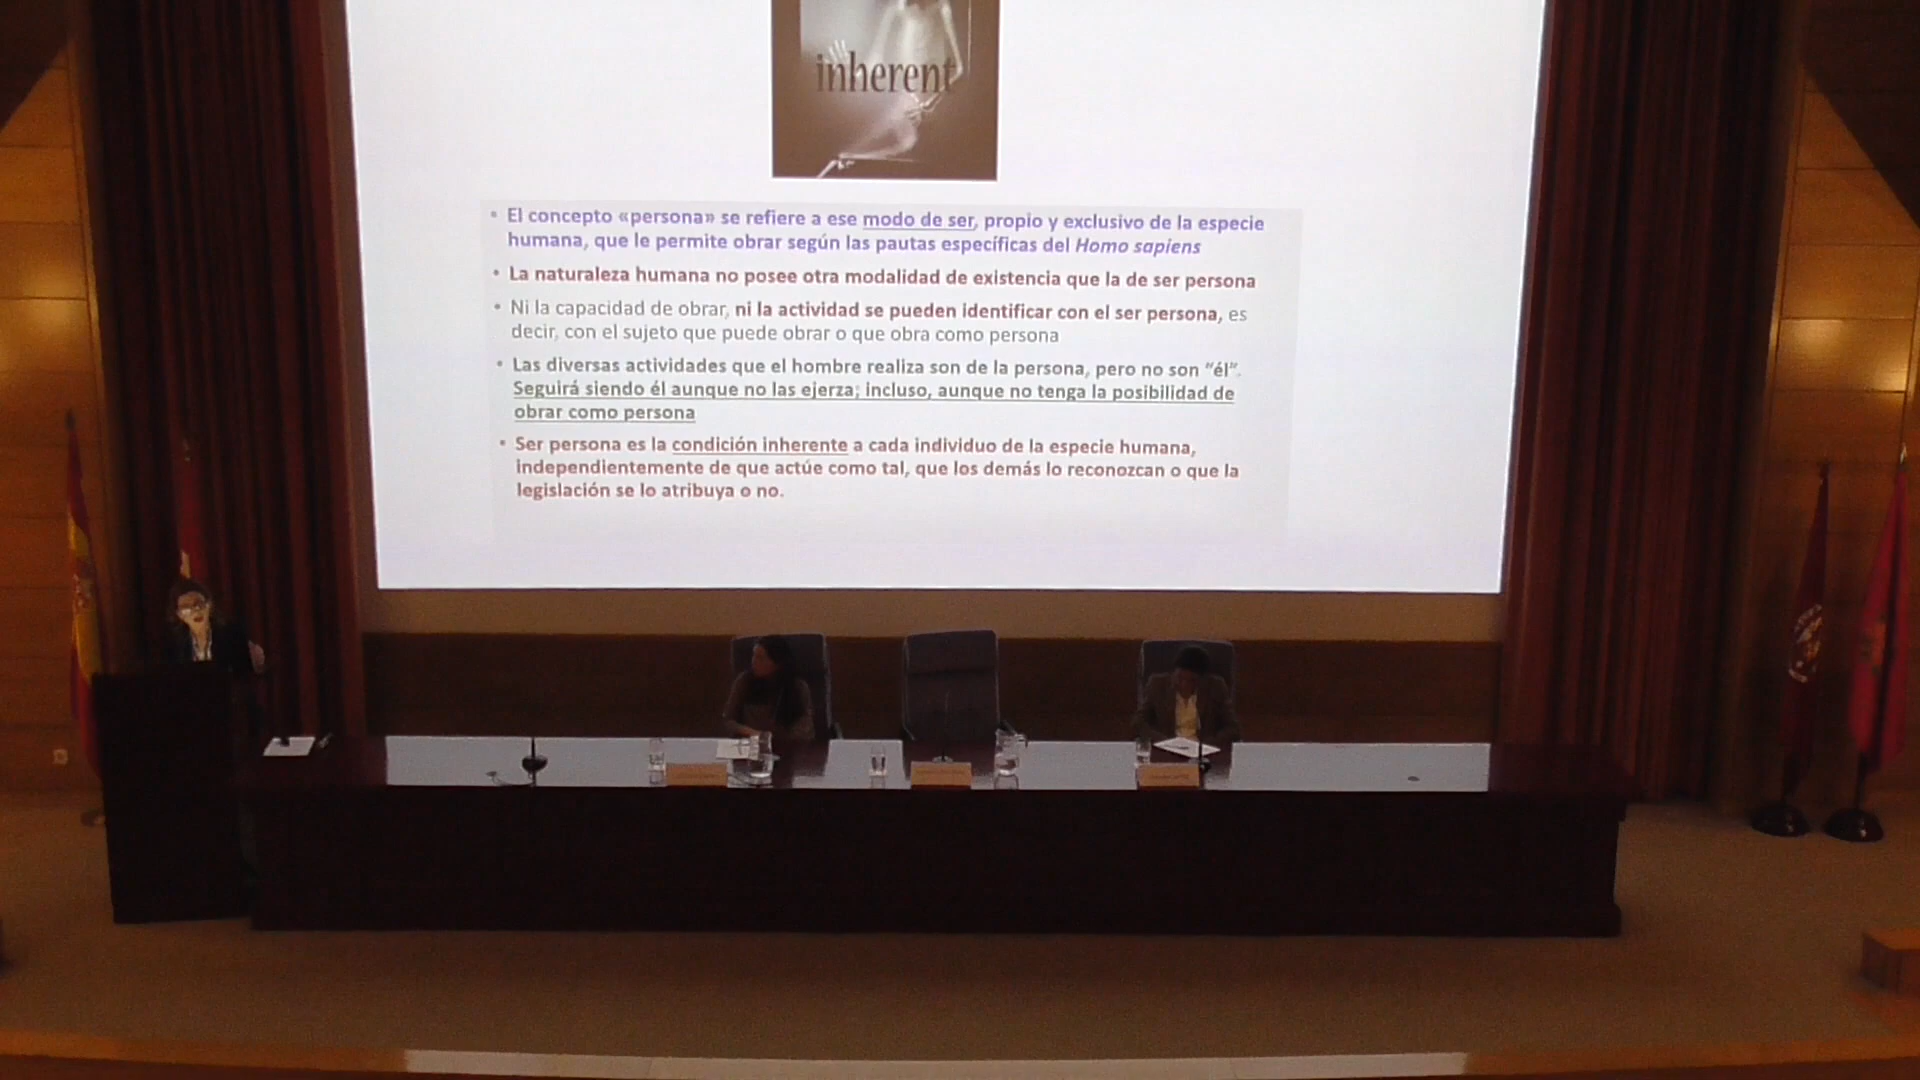 inherent
• El concepto «persona» se refiere a ese modo de ser, propio y exclusivo de la especie
humana, que le permite obrar según las pautas específicas del Homo sapiens
• La naturaleza humana no posee otra modalidad de existencia que la de ser persona
• Ni la capacidad de obrar, ni la actividad se pueden identificar con el ser persona, es
decir, con el sujeto que puede obrar o que obra como persona
• Las diversas actividades que el hombre realiza son de la persona, pero no son "él".
Seguirá siendo él aunque no las ejerza; incluso, aunque no tenga la posibilidad de
obrar como persona
• Ser persona es la condición inherente a cada individuo de la especie humana,
independientemente de que actúe como tal, que los demás lo reconozcan o que la
legislación se lo atribuya o no.